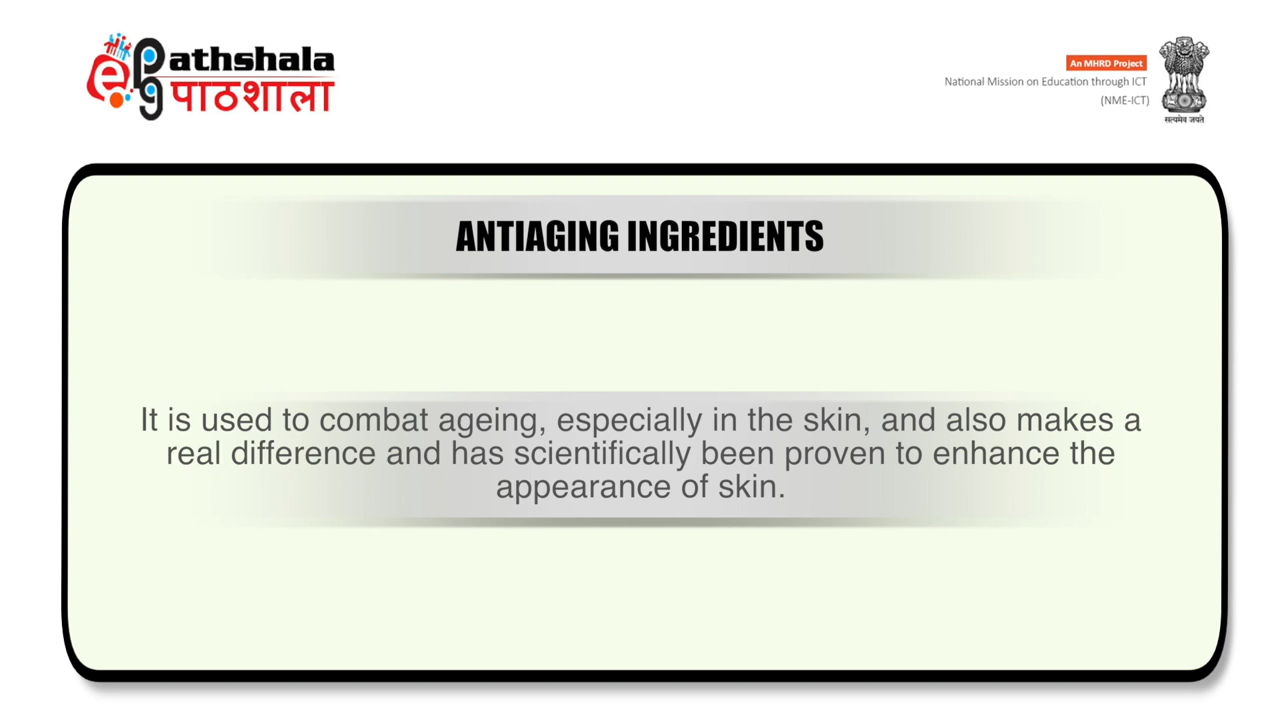 e pg Pathshala
पाठशाला
An MHRD Project
National Mission on Education through ICT
(NME-ICT)
सत्यमेव जयते
ANTIAGING INGREDIENTS
It is used to combat ageing, especially in the skin, and also makes a
real difference and has scientifically been proven to enhance the
appearance of skin.